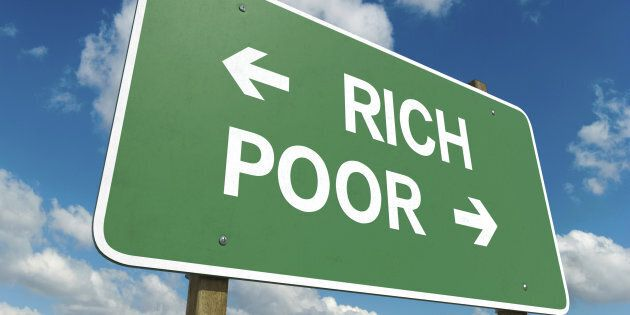 ← RICH
POOR →